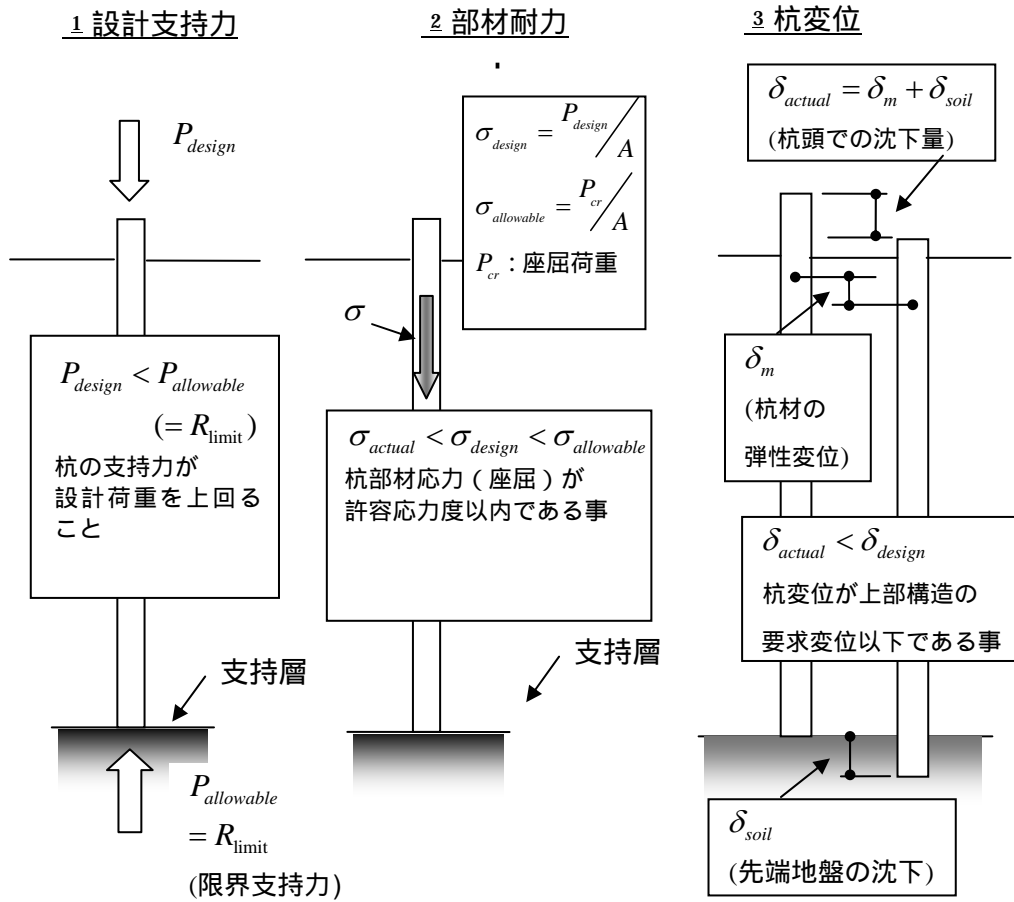 1 設計支持力
P_design
P_design < P_allowable
(= R_limit)
杭の支持力が
設計荷重を上回る
こと
支持層
P_allowable
= R_limit
(限界支持力)
2 部材耐力
σ_design = P_design / A
σ_allowable = P_cr / A
P_cr：座屈荷重
σ
σ_actual < σ_design < σ_allowable
杭部材応力（座屈）が
許容応力度以内である事
支持層
3 杭変位
δ_actual = δ_m + δ_soil
(杭頭での沈下量)
δ_m
(杭材の
弾性変位)
δ_actual < δ_design
杭変位が上部構造の
要求変位以下である事
δ_soil
(先端地盤の沈下)